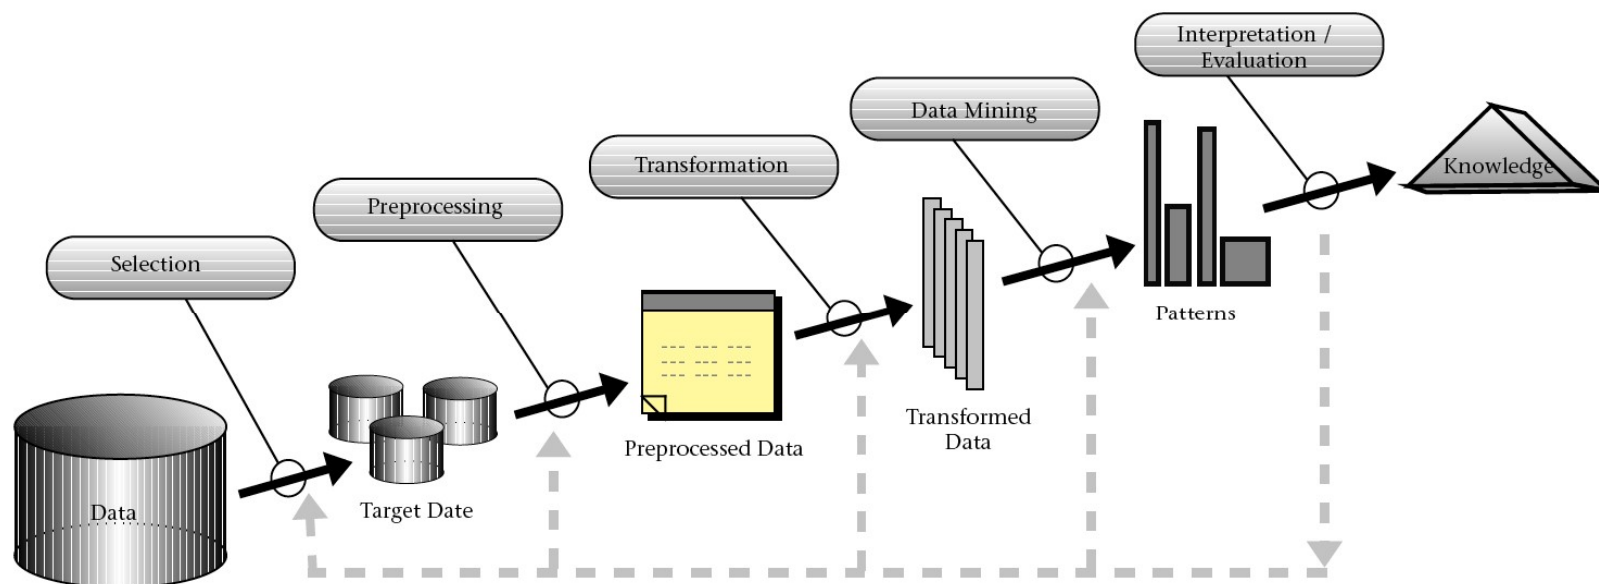 Interpretation /
Evaluation
Data Mining
Transformation
Preprocessing
Selection
Knowledge
Patterns
Transformed
Data
Preprocessed Data
Target Date
Data